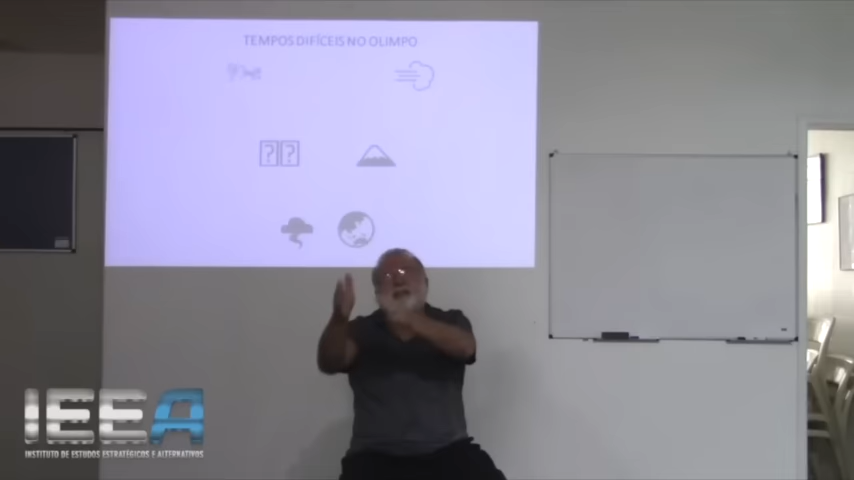 TEMPOS DIFÍCEIS NO OLIMPO
IEEA
INSTITUTO DE ESTUDOS ESTRATÉGICOS E ALTERNATIVOS